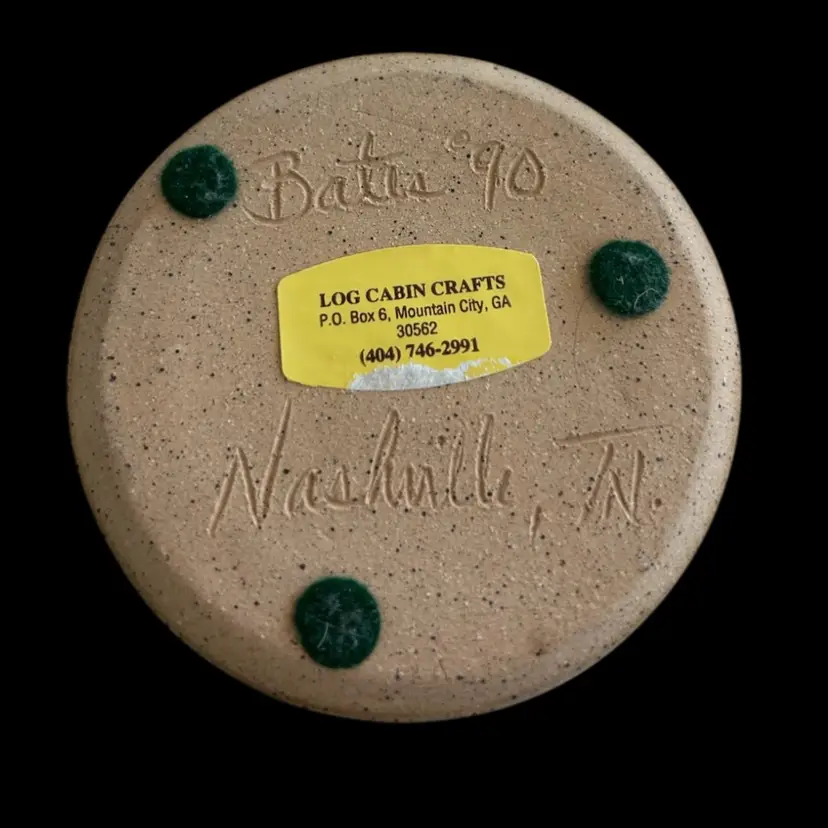 Bates '90
LOG CABIN CRAFTS
P.O. Box 6, Mountain City, GA
30562
(404) 746-2991
Nashville, TN.